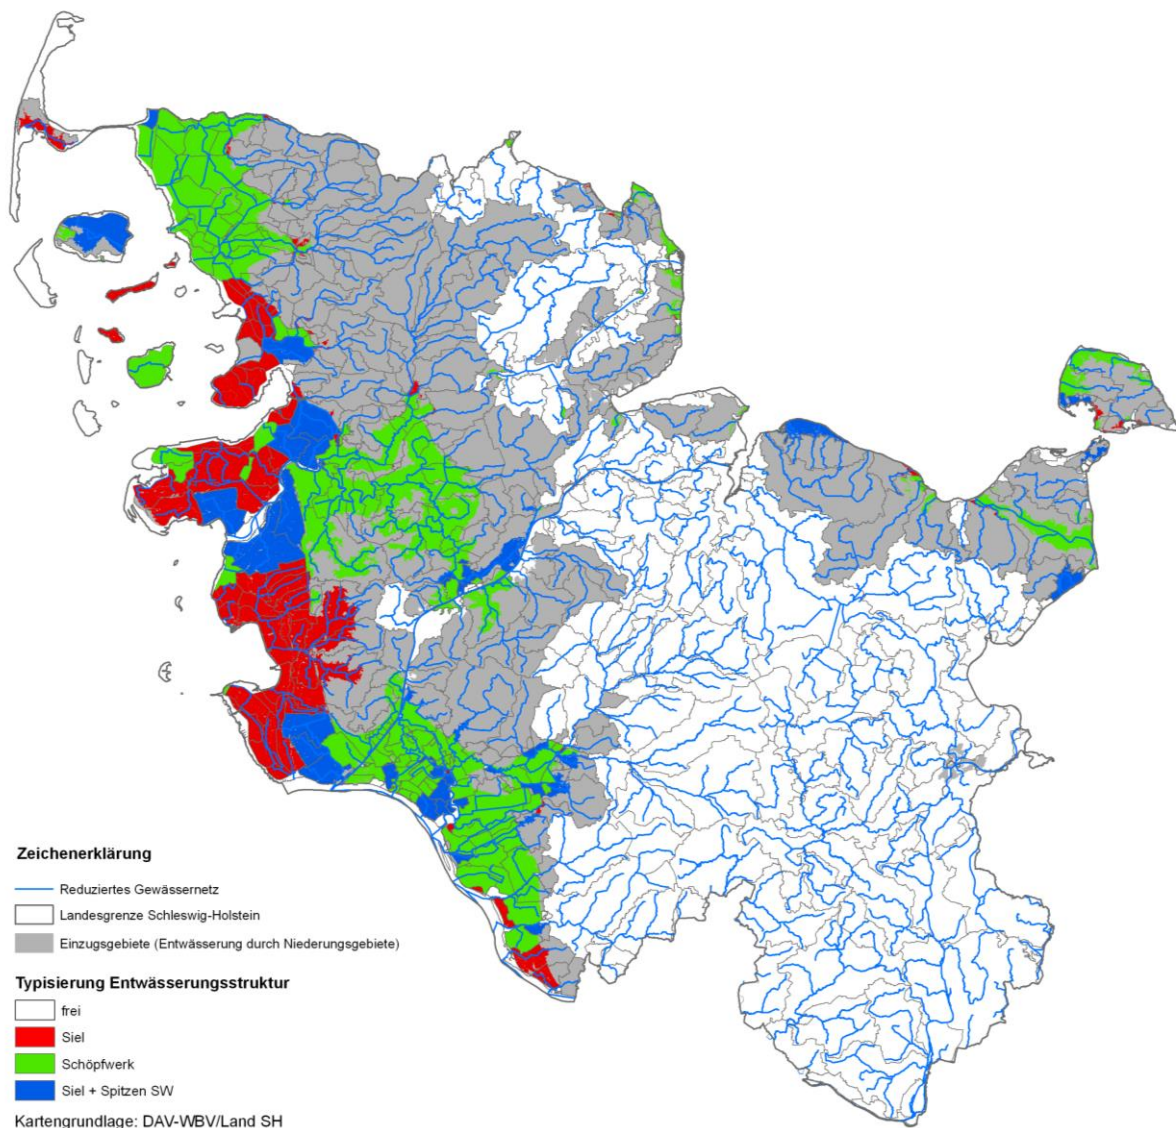 Zeichenerklärung
Reduziertes Gewässernetz
Landesgrenze Schleswig-Holstein
Einzugsgebiete (Entwässerung durch Niederungsgebiete)
Typisierung Entwässerungsstruktur
frei
Siel
Schöpfwerk
Siel + Spitzen SW
Kartengrundlage: DAV-WBV/Land SH